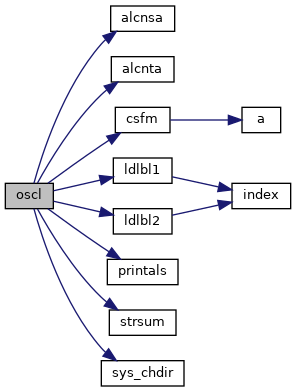 alcnsa
alcnta
csfm
a
ldlbl1
oscl
index
ldlbl2
printals
strsum
sys_chdir